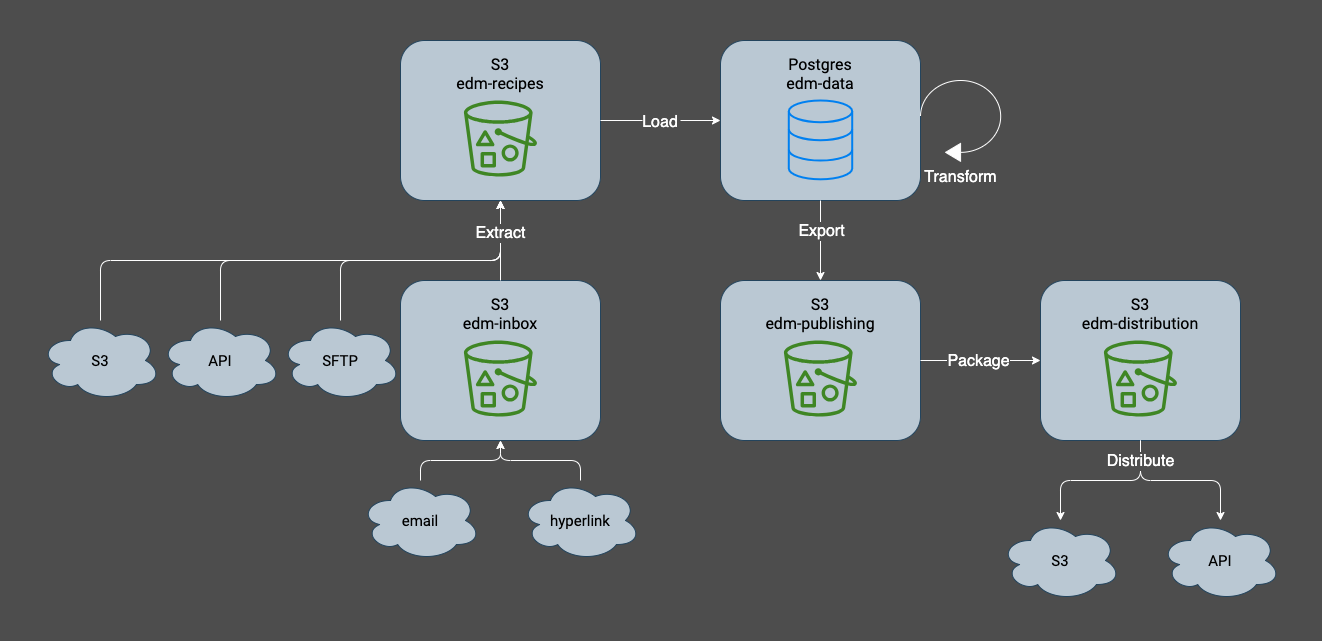 S3
edm-recipes
Load
Postgres
edm-data
Transform
Extract
Export
S3
API
SFTP
S3
edm-inbox
S3
edm-publishing
Package
S3
edm-distribution
Distribute
email
hyperlink
S3
API